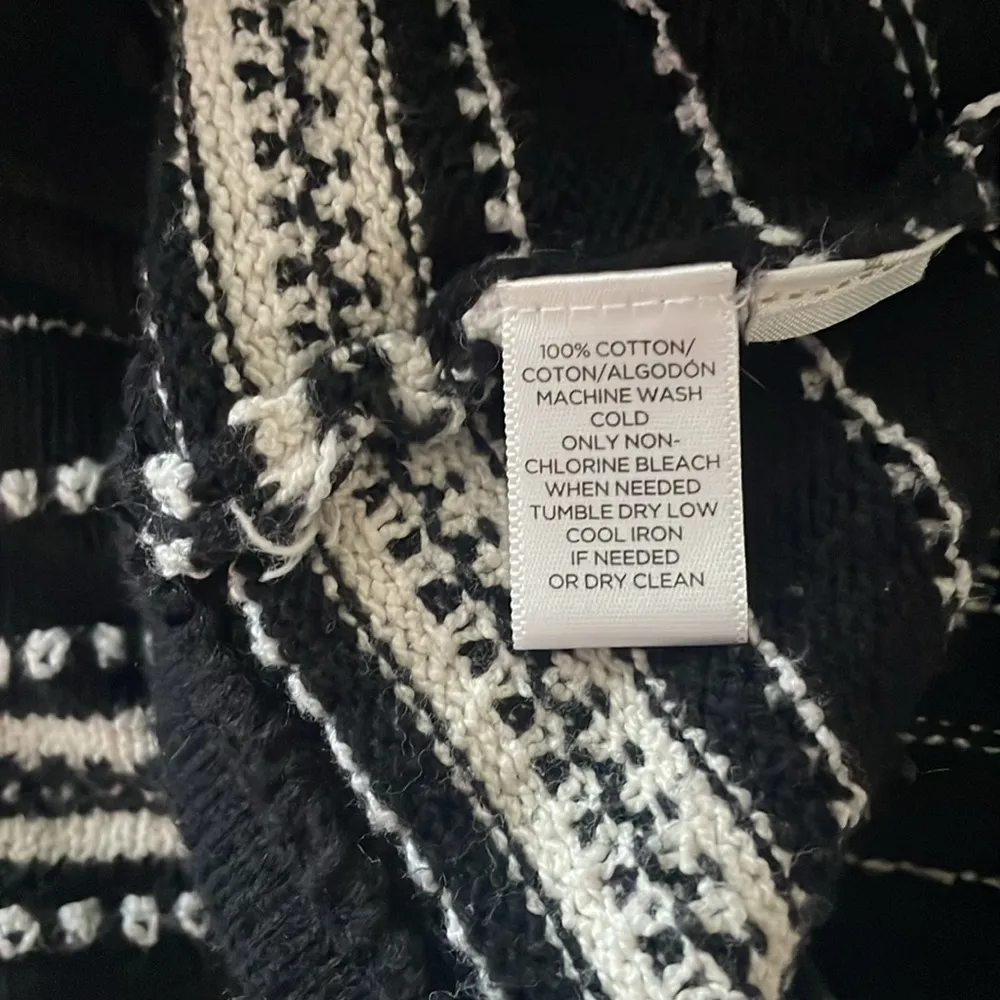 100% COTTON/
COTON/ALGODÓN
MACHINE WASH
COLD
ONLY NON-
CHLORINE BLEACH
WHEN NEEDED
TUMBLE DRY LOW
COOL IRON
IF NEEDED
OR DRY CLEAN